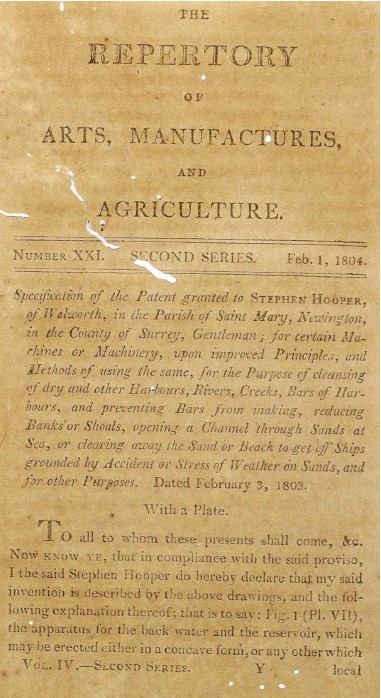 THE
REPERTORY
OF
ARTS, MANUFACTURES,
AND
AGRICULTURE.
NUMBER XXI. SECOND SERIES. Feb. 1, 1804.
Specification of the Patent granted to STEPHEN HOOPER,
of Walworth, in the Parish of Saint Mary, Newington,
in the County of Surrey, Gentleman; for certain Ma-
chines or Machinery, upon improved Principles, and
Methods of using the same, for the Purpose of cleansing
of dry and other Harbours, Rivers, Creeks, Bars of Har-
bours, and preventing Bars from making, reducing
Banks or Shoals, opening a Channel through Sands at
Sea, or clearing away the Sand or Beach to get off Ships
grounded by Accident or Stress of Weather on Sands, and
for other Purposes. Dated February 3, 1803.
With a Plate.
To all to whom these presents shall come, &c.
NOW KNOW YE, that in compliance with the said proviso,
I the said Stephen Hooper do hereby declare that my said
invention is described by the above drawings, and the fol-
lowing explanation thereof; that is to say: Fig. 1 (Pl. VII),
the apparatus for the back water and the reservoir, which
may be erected either in a concave form, or any other which
VOL. IV.—SECOND SERIES. Y local